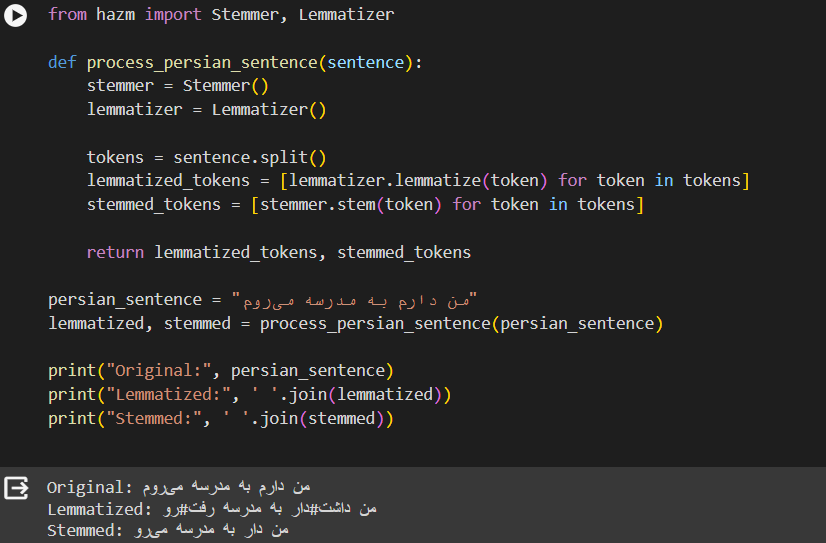 from hazm import Stemmer, Lemmatizer
def process_persian_sentence(sentence):
    stemmer = Stemmer()
    lemmatizer = Lemmatizer()
    tokens = sentence.split()
    lemmatized_tokens = [lemmatizer.lemmatize(token) for token in tokens]
    stemmed_tokens = [stemmer.stem(token) for token in tokens]
    return lemmatized_tokens, stemmed_tokens
persian_sentence = "من دارم به مدرسه می‌روم"
lemmatized, stemmed = process_persian_sentence(persian_sentence)
print("Original:", persian_sentence)
print("Lemmatized:", ' '.join(lemmatized))
print("Stemmed:", ' '.join(stemmed))
Original: من دارم به مدرسه می‌روم
Lemmatized: من داشت#دار به مدرسه رفت#رو
Stemmed: من دار به مدرسه می‌رو